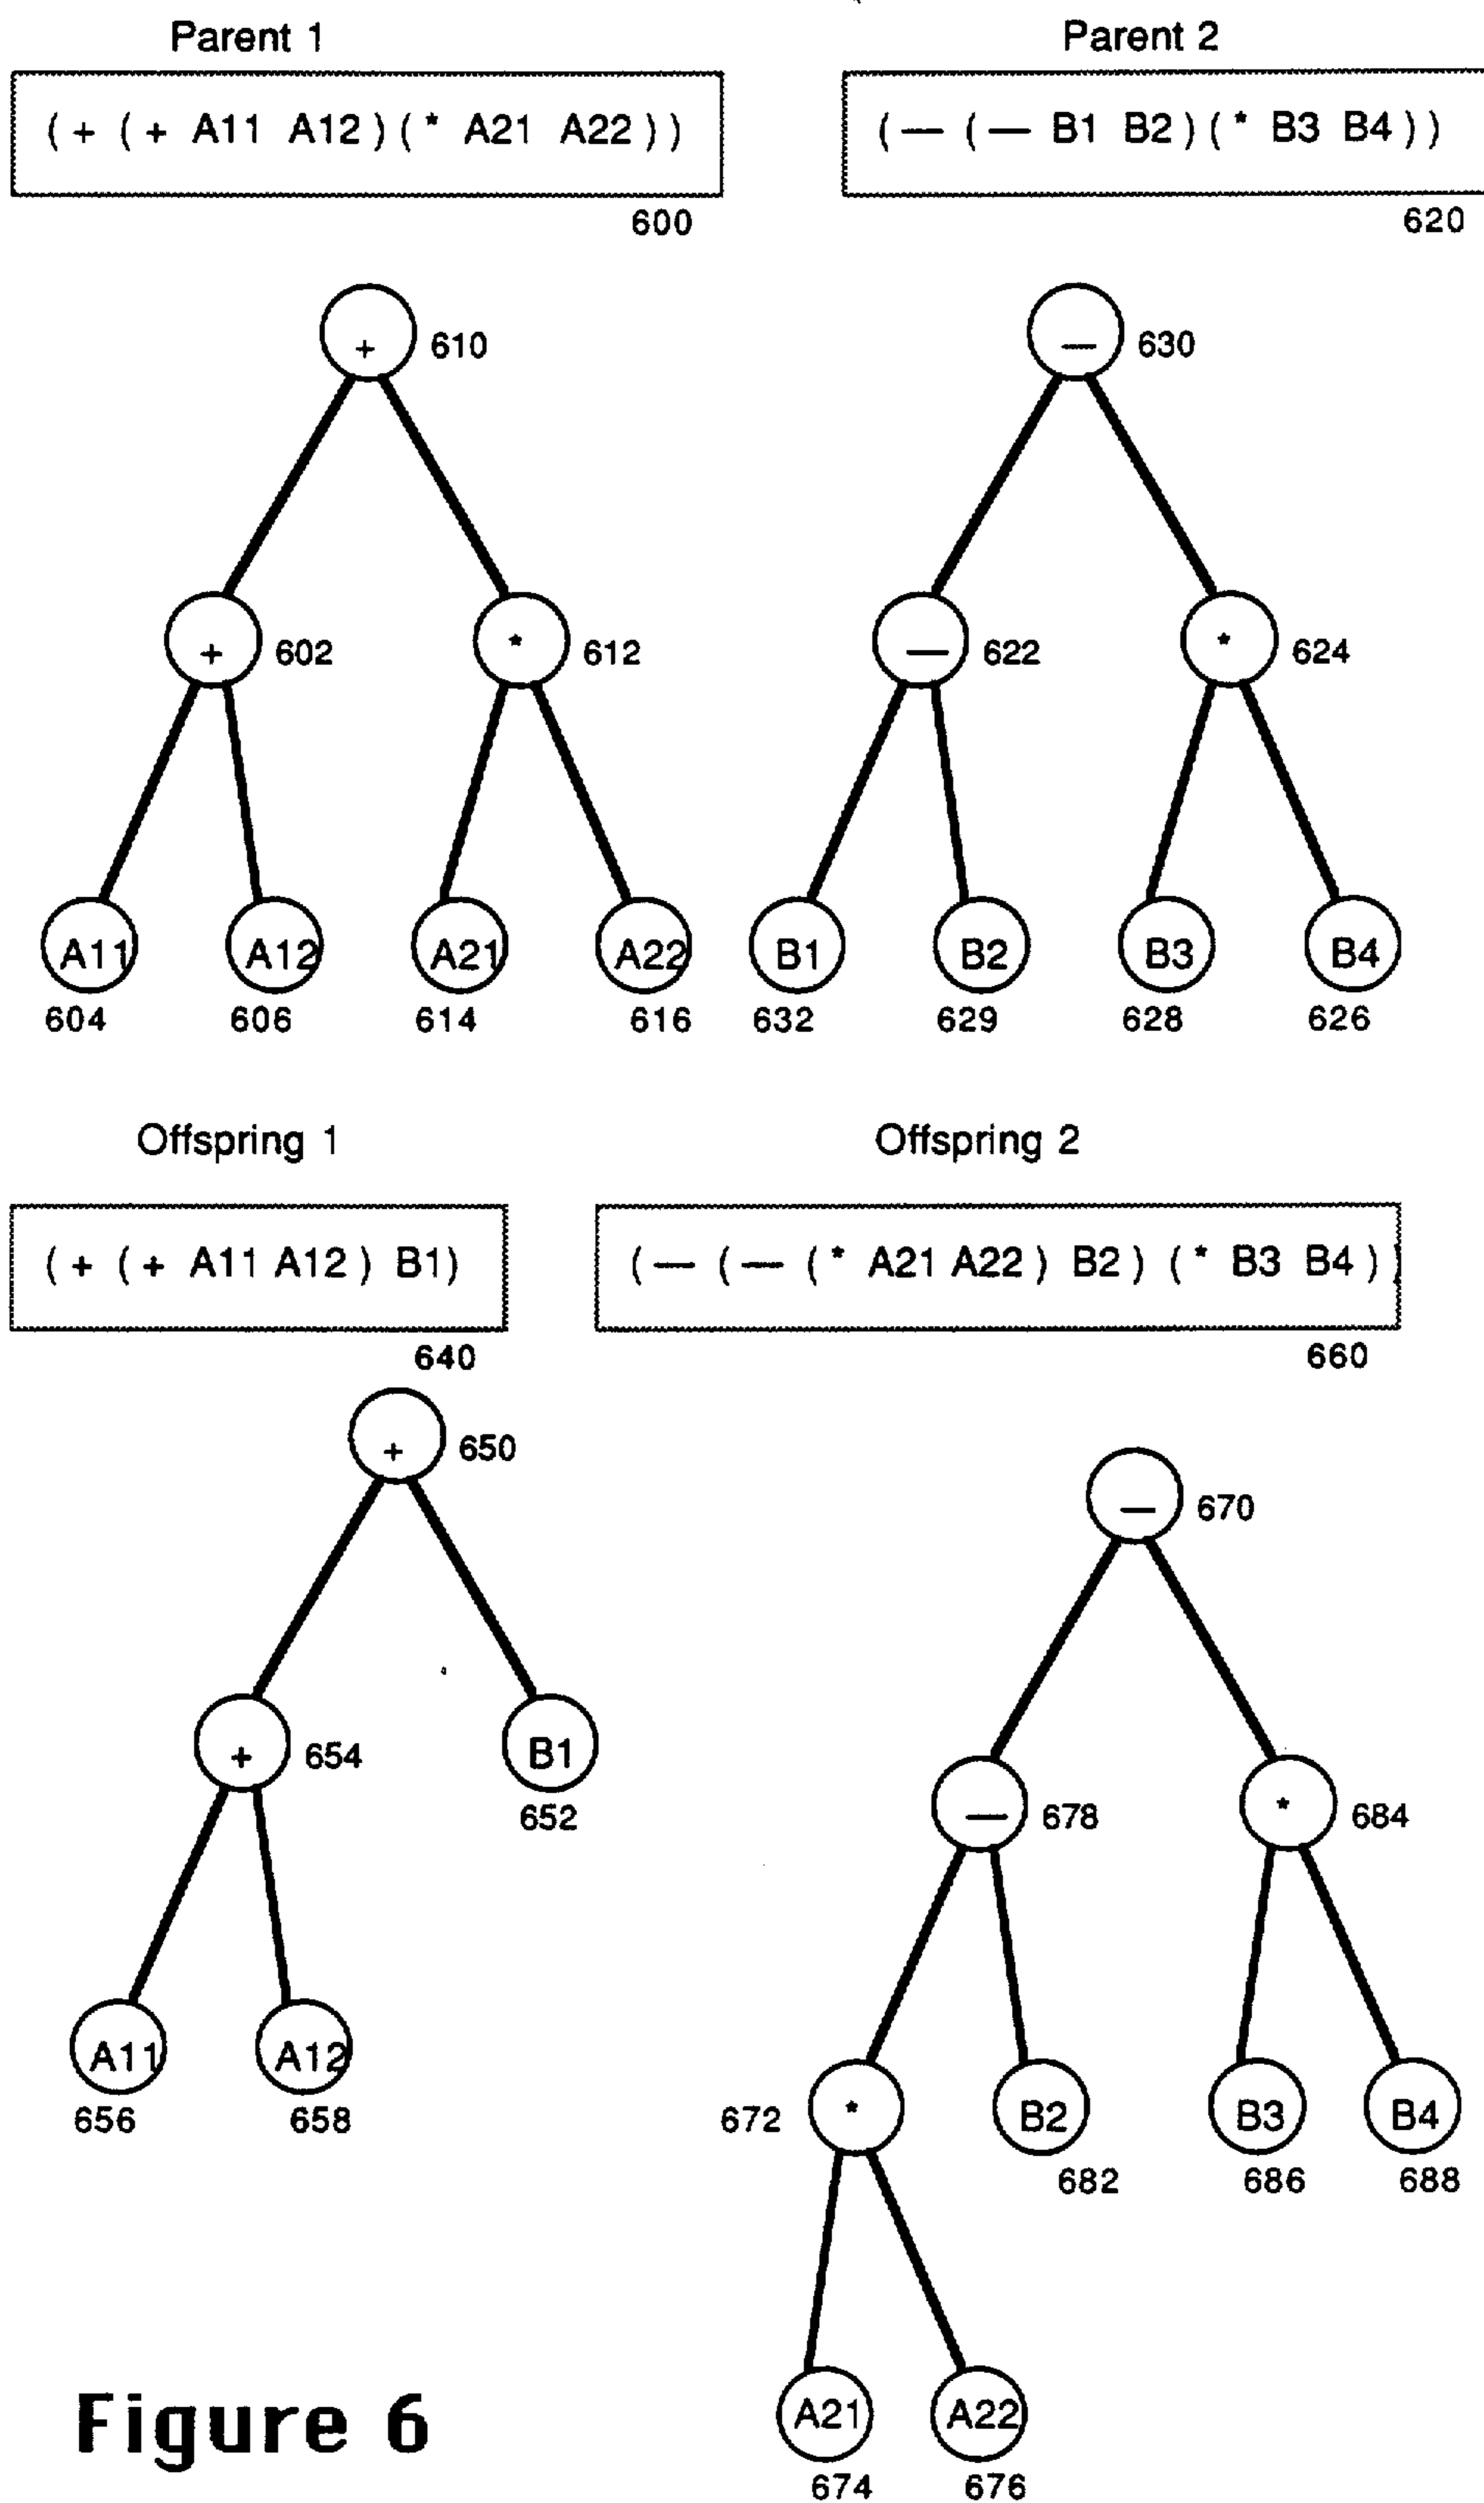 Parent 1 Parent 2
( + ( + A11 A12 ) ( * A21 A22 ) ) ( — ( — B1 B2 ) ( * B3 B4 ) )
600 620
+ 610 — 630
+ 602 * 612 — 622 * 624
A11 A12 A21 A22 B1 B2 B3 B4
604 606 614 616 632 629 628 626
Offspring 1 Offspring 2
( + ( + A11 A12 ) B1 ) ( — ( — ( * A21 A22 ) B2 ) ( * B3 B4 ) )
640 660
+ 650
— 670
+ 654 B1
652
— 678 * 684
A11 A12
656 658
672 * B2 B3 B4
682 686 688
A21 A22
674 676
Figure 6